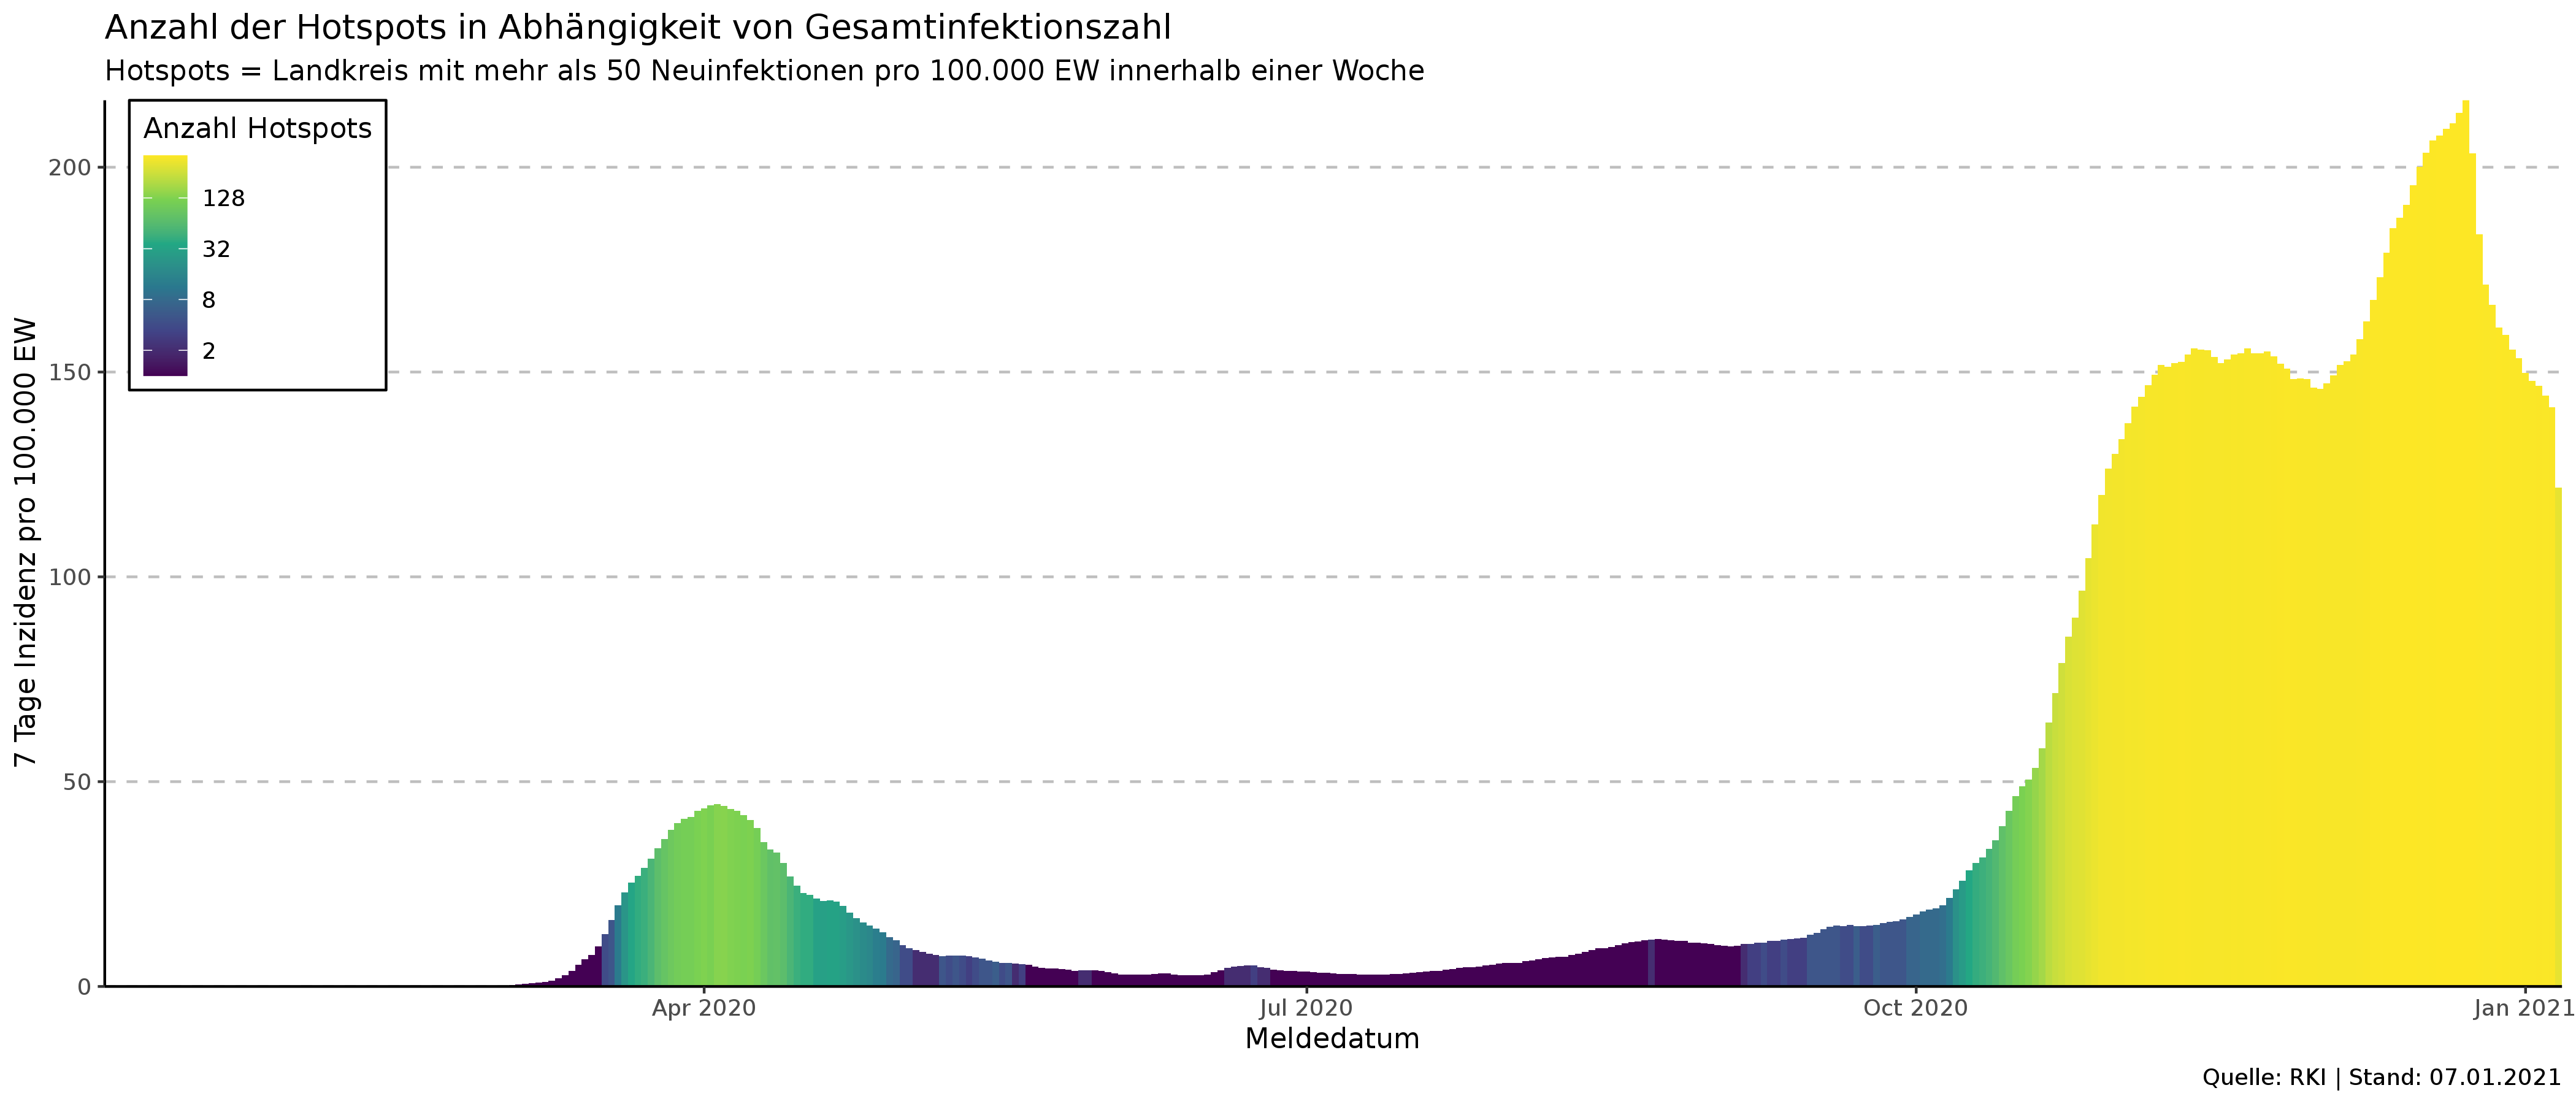 Anzahl der Hotspots in Abhängigkeit von Gesamtinfektionszahl
Hotspots = Landkreis mit mehr als 50 Neuinfektionen pro 100.000 EW innerhalb einer Woche
Anzahl Hotspots
128
32
8
2
7 Tage Inzidenz pro 100.000 EW
200
150
100
50
0
Apr 2020
Jul 2020
Oct 2020
Jan 2021
Meldedatum
Quelle: RKI | Stand: 07.01.2021